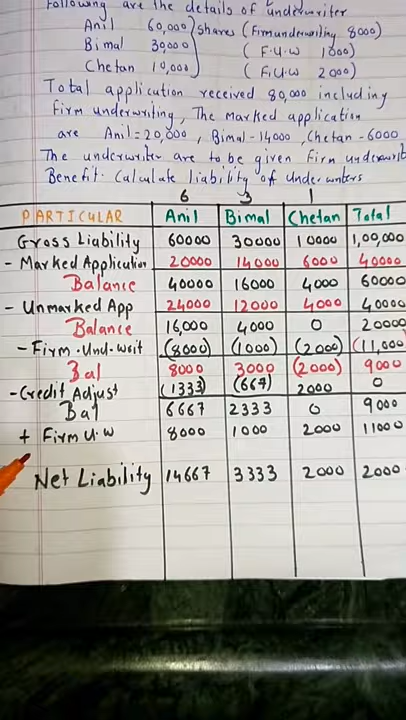 Following are the details of underwriter
Anil 60,000 shares (Firm underwriting 8000)
Bimal 30,000 (F.U.W 1000)
Chetan 10,000 (F.U.W 2000)
Total application received 80,000 including
firm underwriting, The marked application
are Anil=20,000, Bimal-14000, Chetan-6000
The underwriter are to be given Firm underwrit
Benefit. Calculate liability of Underwriters
6 3 1
PARTICULAR Anil Bimal Chetan Total
Gross Liability 60000 30000 10000 1,00,000
- Marked Application 20000 14000 6000 40000
Balance 40000 16000 4000 60000
- Unmarked App 24000 12000 4000 40000
Balance 16,000 4000 0 20000
- Firm.Und-wit (8000) (1000) (2000) (11,000
Bal 8000 3000 (2000) 9000
- Credit Adjust (1333) (667) 2000 0
Bal 6667 2333 0 9000
+ Firm U.W 8000 1000 2000 11000
Net Liability 14667 3333 2000 2000